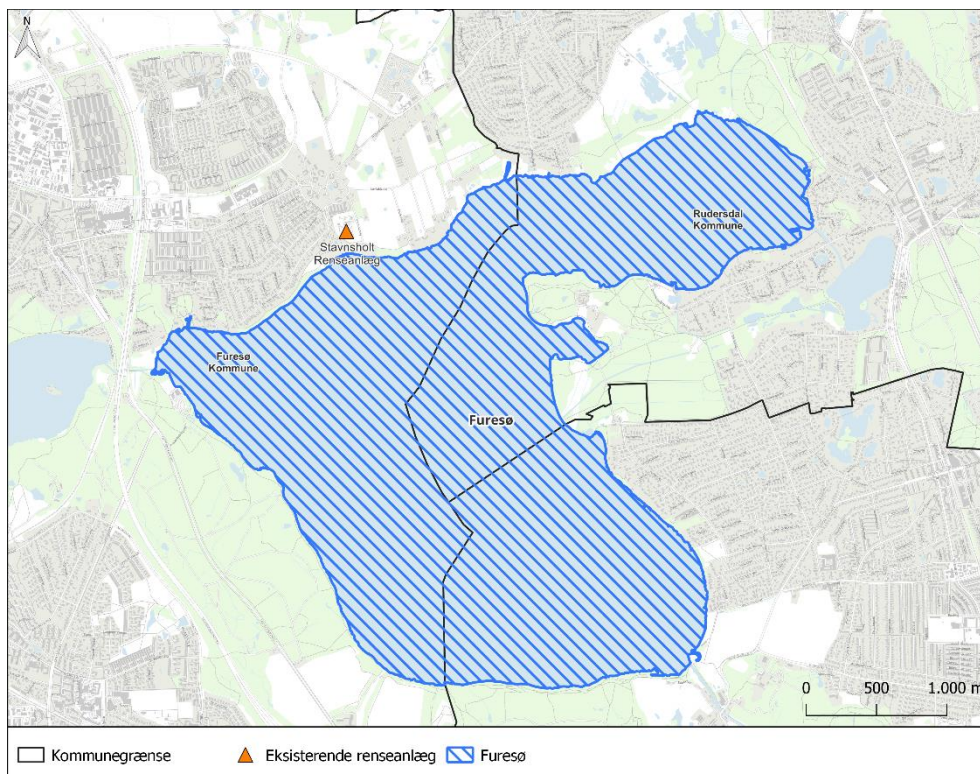 N
Rudersdal
Kommune
Stavnsholt
Renseanlæg
Furesø
Kommune
Furesø
0 500 1.000 m
Kommunegrænse Eksisterende renseanlæg Furesø